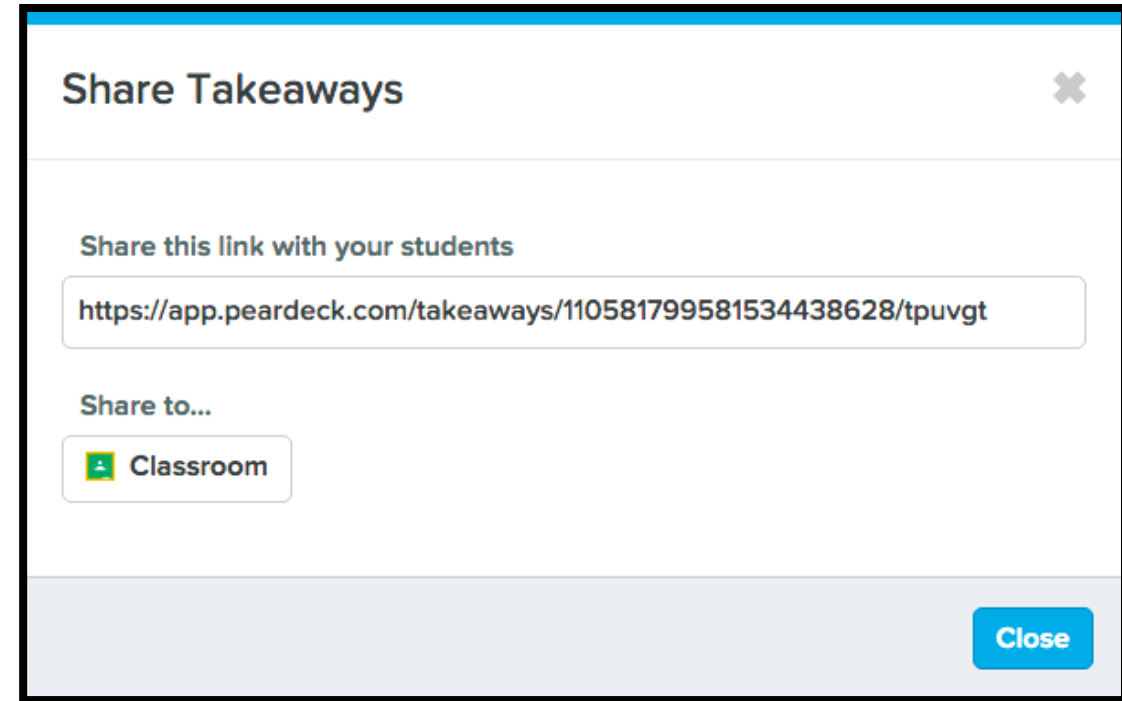 Share Takeaways
Share this link with your students
https://app.peardeck.com/takeaways/110581799581534438628/tpuvgt
Share to...
Classroom
Close